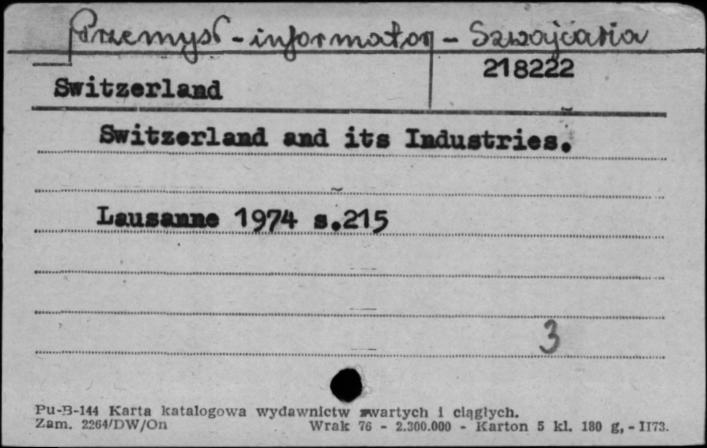 Przemysł - informator - Szwajcaria
218222
Switzerland
Switzerland and its Industries.
Lausanne 1974 s.215
3
Pu-B-144 Karta katalogowa wydawnictw zwartych i ciągłych.
Zam. 2264/DW/On Wrak 76 - 2.300.000 - Karton 5 kl. 180 g, - II73.